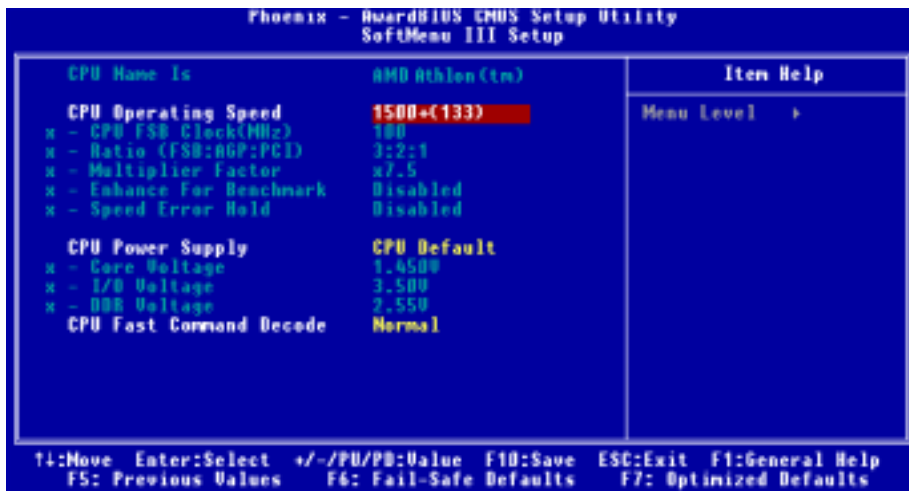 Phoenix - AwardBIOS CMOS Setup Utility
SoftMenu III Setup
CPU Name Is AMD Athlon(tm)
Item Help
CPU Operating Speed 1500+(133)
Menu Level ▸
x - CPU FSB Clock(MHz) 100
x - Ratio (FSB:AGP:PCI) 3:2:1
x - Multiplier Factor x7.5
x - Enhance For Benchmark Disabled
x - Speed Error Hold Disabled
CPU Power Supply CPU Default
x - Core Voltage 1.450V
x - I/O Voltage 3.50V
x - DDR Voltage 2.55V
CPU Fast Command Decode Normal
↑↓:Move Enter:Select +/-/PU/PD:Value F10:Save ESC:Exit F1:General Help
F5: Previous Values F6: Fail-Safe Defaults F7: Optimized Defaults